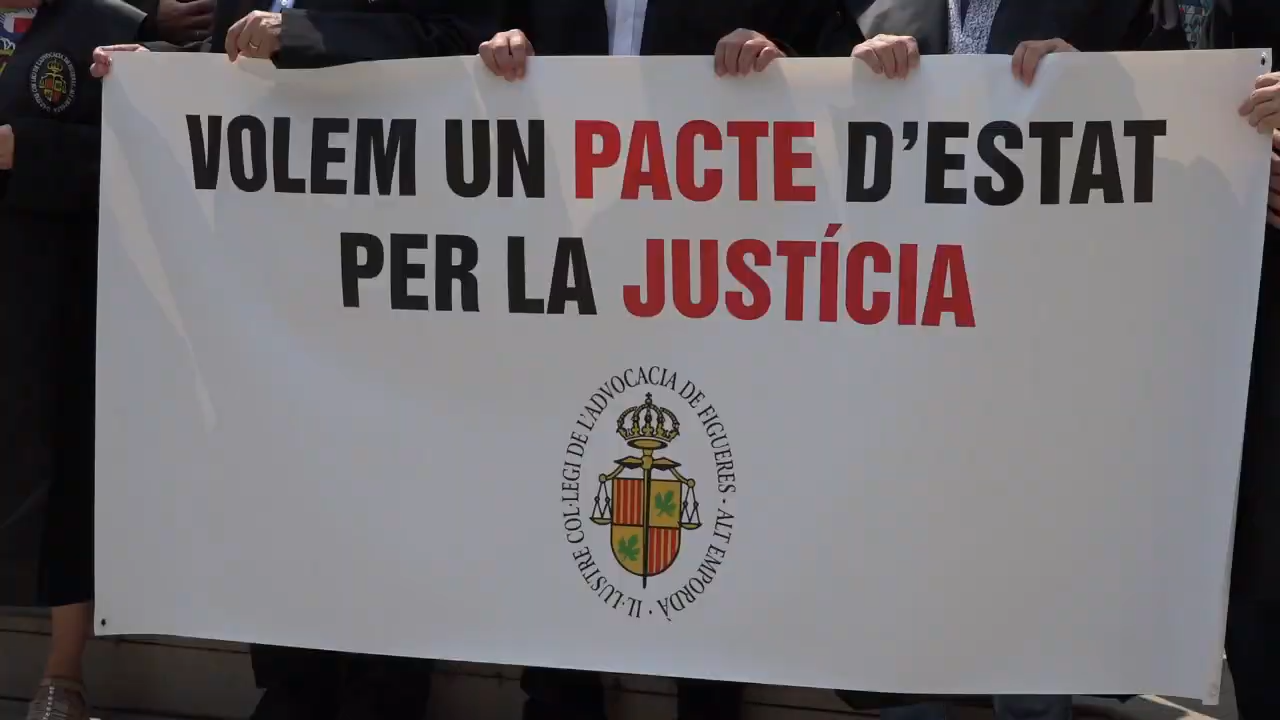 VOLEM UN PACTE D'ESTAT
PER LA JUSTÍCIA
IL·LUSTRE COL·LEGI DE L'ADVOCACIA DE FIGUERES - ALT EMPORDÀ ·